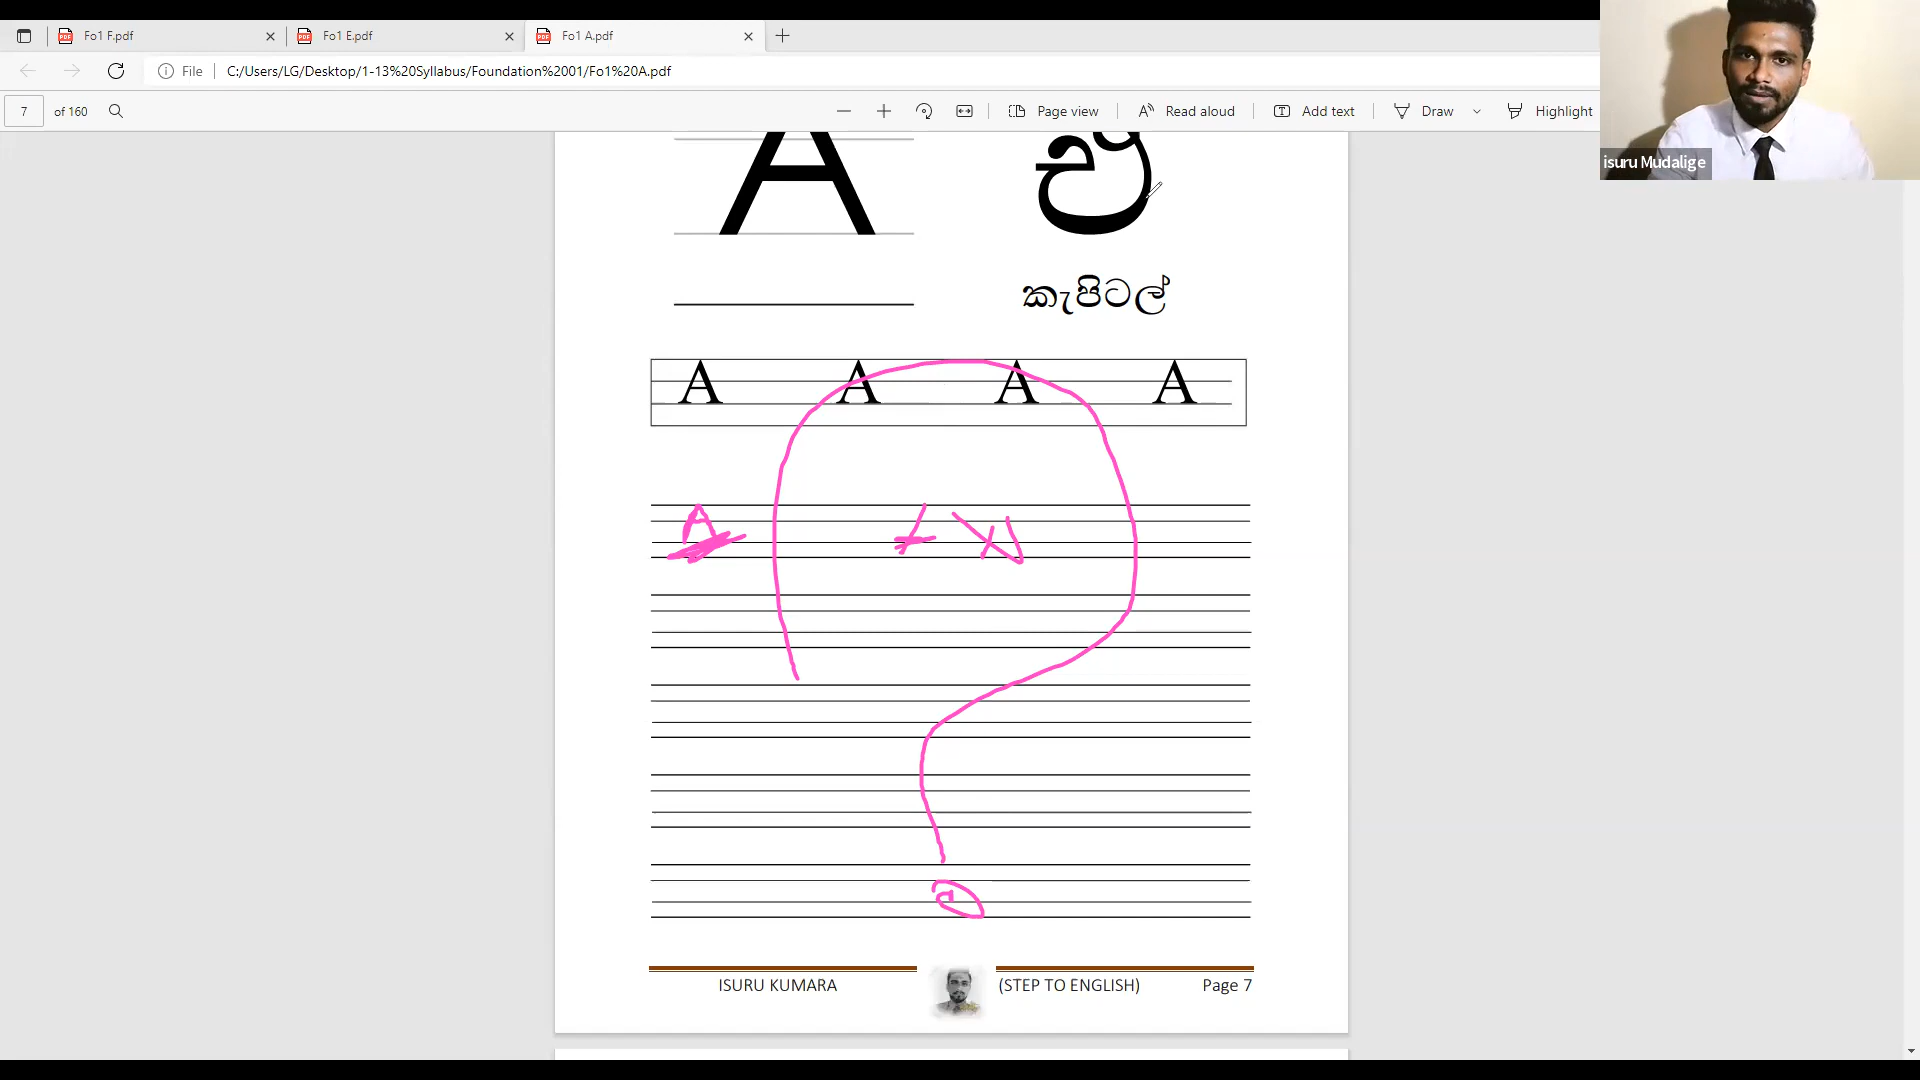 Fo1 F.pdf
Fo1 E.pdf
Fo1 A.pdf
File
C:/Users/LG/Desktop/1-13%20Syllabus/Foundation%2001/Fo1%20A.pdf
7 of 160
Page view
Read aloud
Add text
Draw
Highlight
isuru Mudalige
A
කැපිටල්
A A A A
A
ISURU KUMARA (STEP TO ENGLISH) Page 7